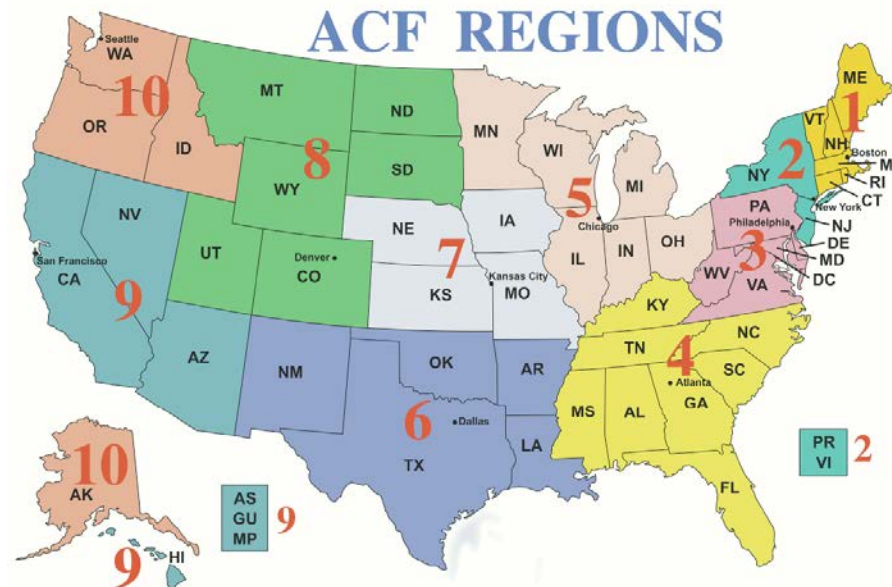 ACF REGIONS
Seattle
WA
10
OR
ID
MT
ND
8
SD
WY
UT
Denver
CO
MN
WI
MI
5
Chicago
IL
IN
OH
ME
1
VT
NH
Boston
M
RI
CT
2
NY
New York
NJ
PA
Philadelphia
3
DE
MD
DC
WV
VA
NV
San Francisco
CA
9
AZ
NE
IA
7
Kansas City
KS
MO
KY
NC
TN
4
SC
Atlanta
MS
AL
GA
FL
NM
OK
AR
6
Dallas
TX
LA
10
AK
9
HI
AS
GU
MP
9
PR
VI
2